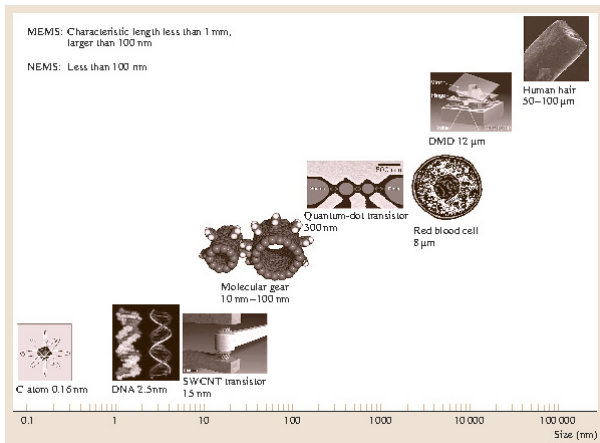 MEMS: Characteristic length less than 1 mm,
larger than 100 nm
NEMS: Less than 100 nm
Human hair
50–100 µm
DMD 12 µm
500 nm
Quantum-dot transistor
300 nm
Red blood cell
8 µm
Molecular gear
10 nm–100 nm
C atom 0.16 nm
DNA 2.5 nm
SWCNT transistor
15 nm
0.1 1 10 100 1000 10 000 100 000
Size (nm)